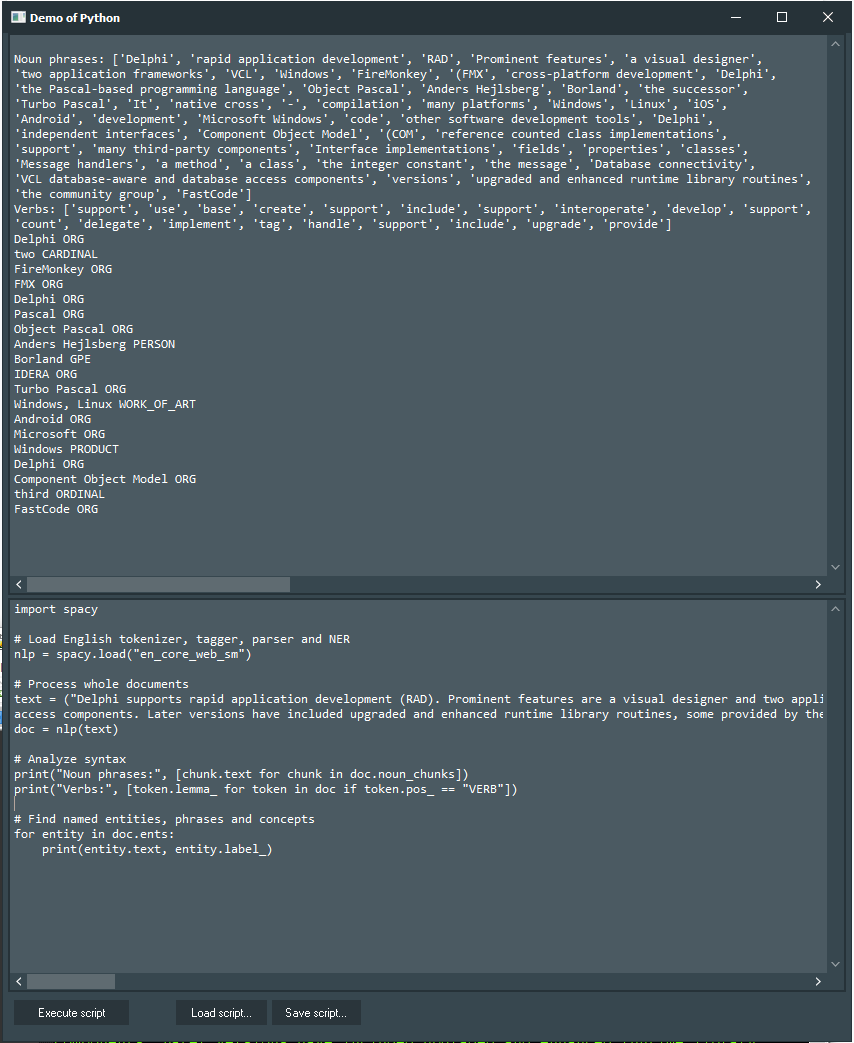 Demo of Python
Noun phrases: ['Delphi', 'rapid application development', 'RAD', 'Prominent features', 'a visual designer',
'two application frameworks', 'VCL', 'Windows', 'FireMonkey', '(FMX', 'cross-platform development', 'Delphi',
'the Pascal-based programming language', 'Object Pascal', 'Anders Hejlsberg', 'Borland', 'the successor',
'Turbo Pascal', 'It', 'native cross', '-', 'compilation', 'many platforms', 'Windows', 'Linux', 'iOS',
'Android', 'development', 'Microsoft Windows', 'code', 'other software development tools', 'Delphi',
'independent interfaces', 'Component Object Model', '(COM', 'reference counted class implementations',
'support', 'many third-party components', 'Interface implementations', 'fields', 'properties', 'classes',
'Message handlers', 'a method', 'a class', 'the integer constant', 'the message', 'Database connectivity',
'VCL database-aware and database access components', 'versions', 'upgraded and enhanced runtime library routines',
'the community group', 'FastCode']
Verbs: ['support', 'use', 'base', 'create', 'support', 'include', 'support', 'interoperate', 'develop', 'support',
'count', 'delegate', 'implement', 'tag', 'handle', 'support', 'include', 'upgrade', 'provide']
Delphi ORG
two CARDINAL
FireMonkey ORG
FMX ORG
Delphi ORG
Pascal ORG
Object Pascal ORG
Anders Hejlsberg PERSON
Borland GPE
IDERA ORG
Turbo Pascal ORG
Windows, Linux WORK_OF_ART
Android ORG
Microsoft ORG
Windows PRODUCT
Delphi ORG
Component Object Model ORG
third ORDINAL
FastCode ORG
import spacy
# Load English tokenizer, tagger, parser and NER
nlp = spacy.load("en_core_web_sm")
# Process whole documents
text = ("Delphi supports rapid application development (RAD). Prominent features are a visual designer and two appli
access components. Later versions have included upgraded and enhanced runtime library routines, some provided by the
doc = nlp(text)
# Analyze syntax
print("Noun phrases:", [chunk.text for chunk in doc.noun_chunks])
print("Verbs:", [token.lemma_ for token in doc if token.pos_ == "VERB"])
# Find named entities, phrases and concepts
for entity in doc.ents:
    print(entity.text, entity.label_)
Execute script
Load script...
Save script...